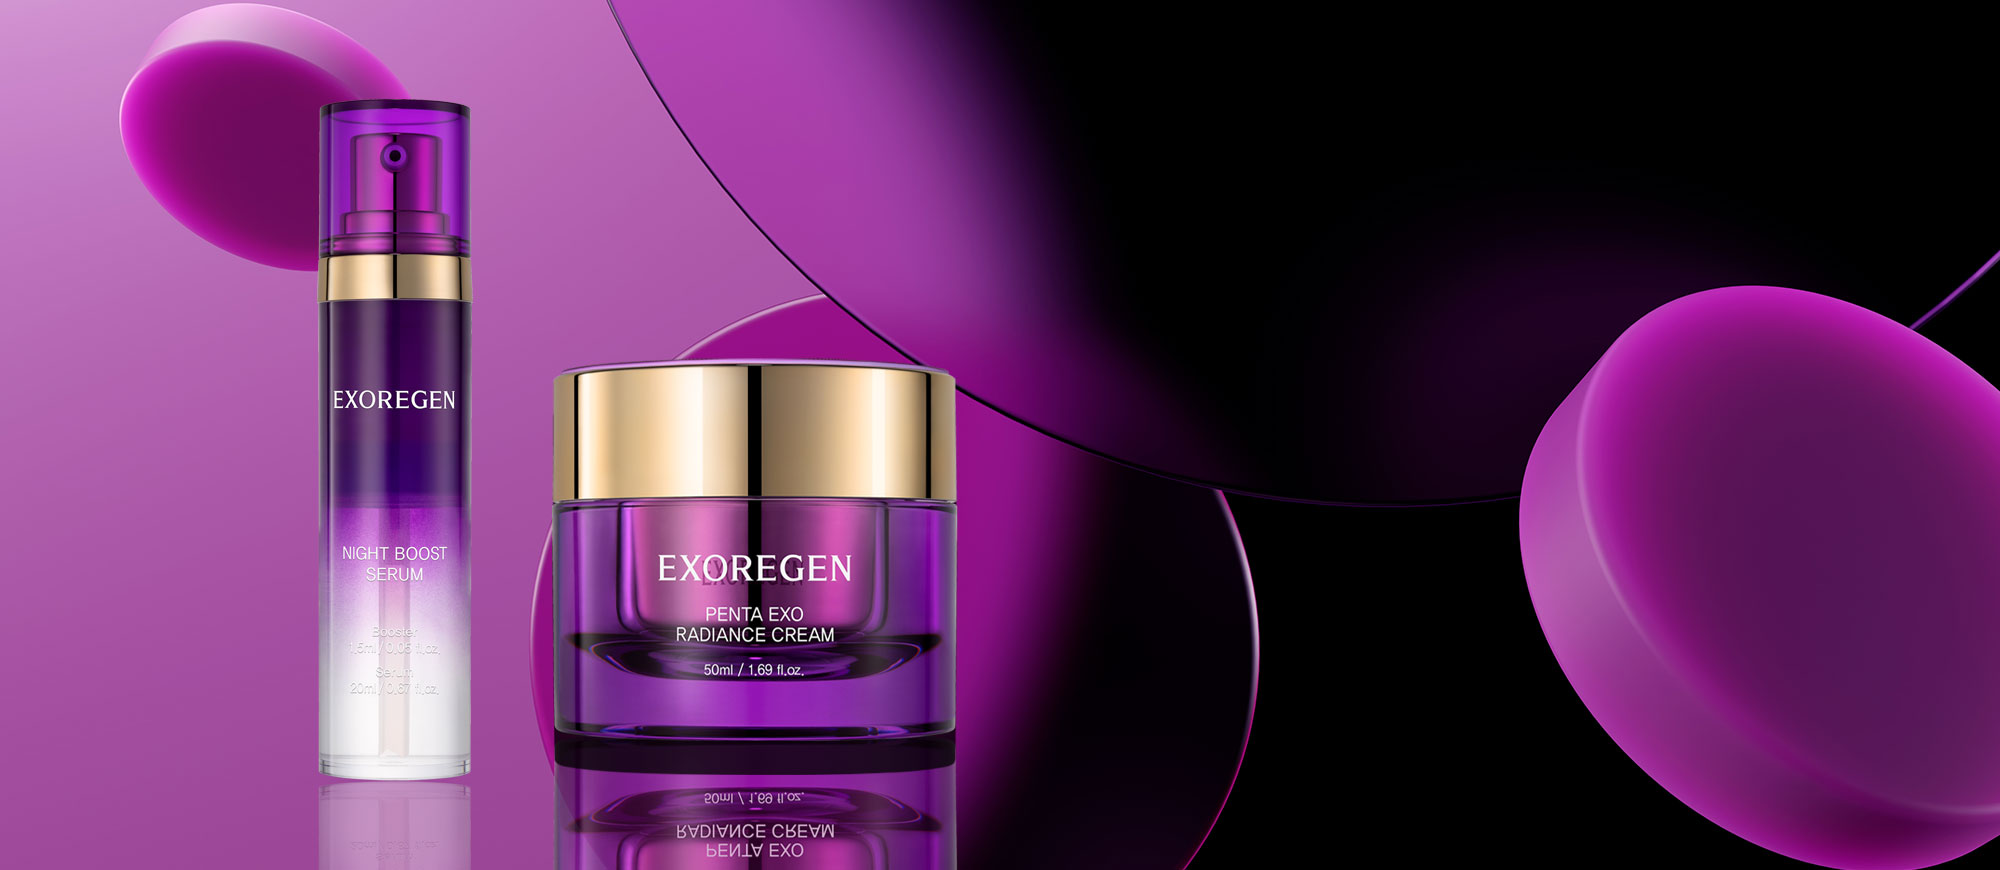 EXOREGEN
NIGHT BOOST
SERUM
Booster
1.5ml / 0.05 fl.oz.
Serum
20ml / 0.67 fl.oz.
EXOREGEN
PENTA EXO
RADIANCE CREAM
50ml / 1.69 fl.oz.